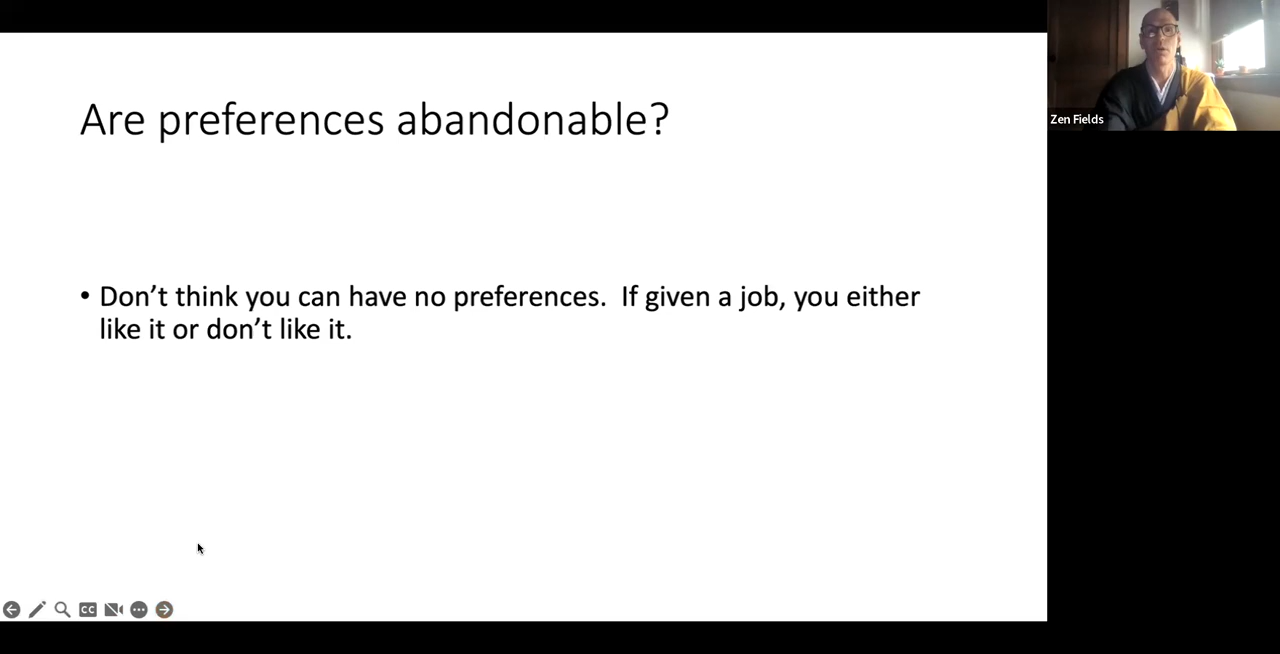 Are preferences abandonable?
• Don’t think you can have no preferences.  If given a job, you either
like it or don’t like it.
Zen Fields
CC